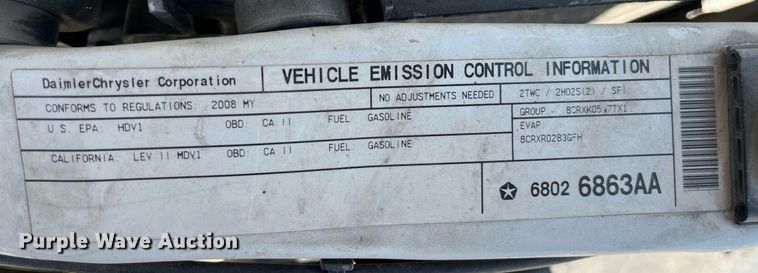 DaimlerChrysler Corporation
VEHICLE EMISSION CONTROL INFORMATION
CONFORMS TO REGULATIONS: 2008 MY
NO ADJUSTMENTS NEEDED
2TWC / 2HO2S(2) / SFI
U.S. EPA: HDV1 OBD: CA II FUEL: GASOLINE
GROUP: 8CRXK05.7TX1
EVAP:
8CRXR0283GFH
CALIFORNIA: LEV II MDV1 OBD: CA II FUEL: GASOLINE
6802 6863AA
Purple Wave Auction